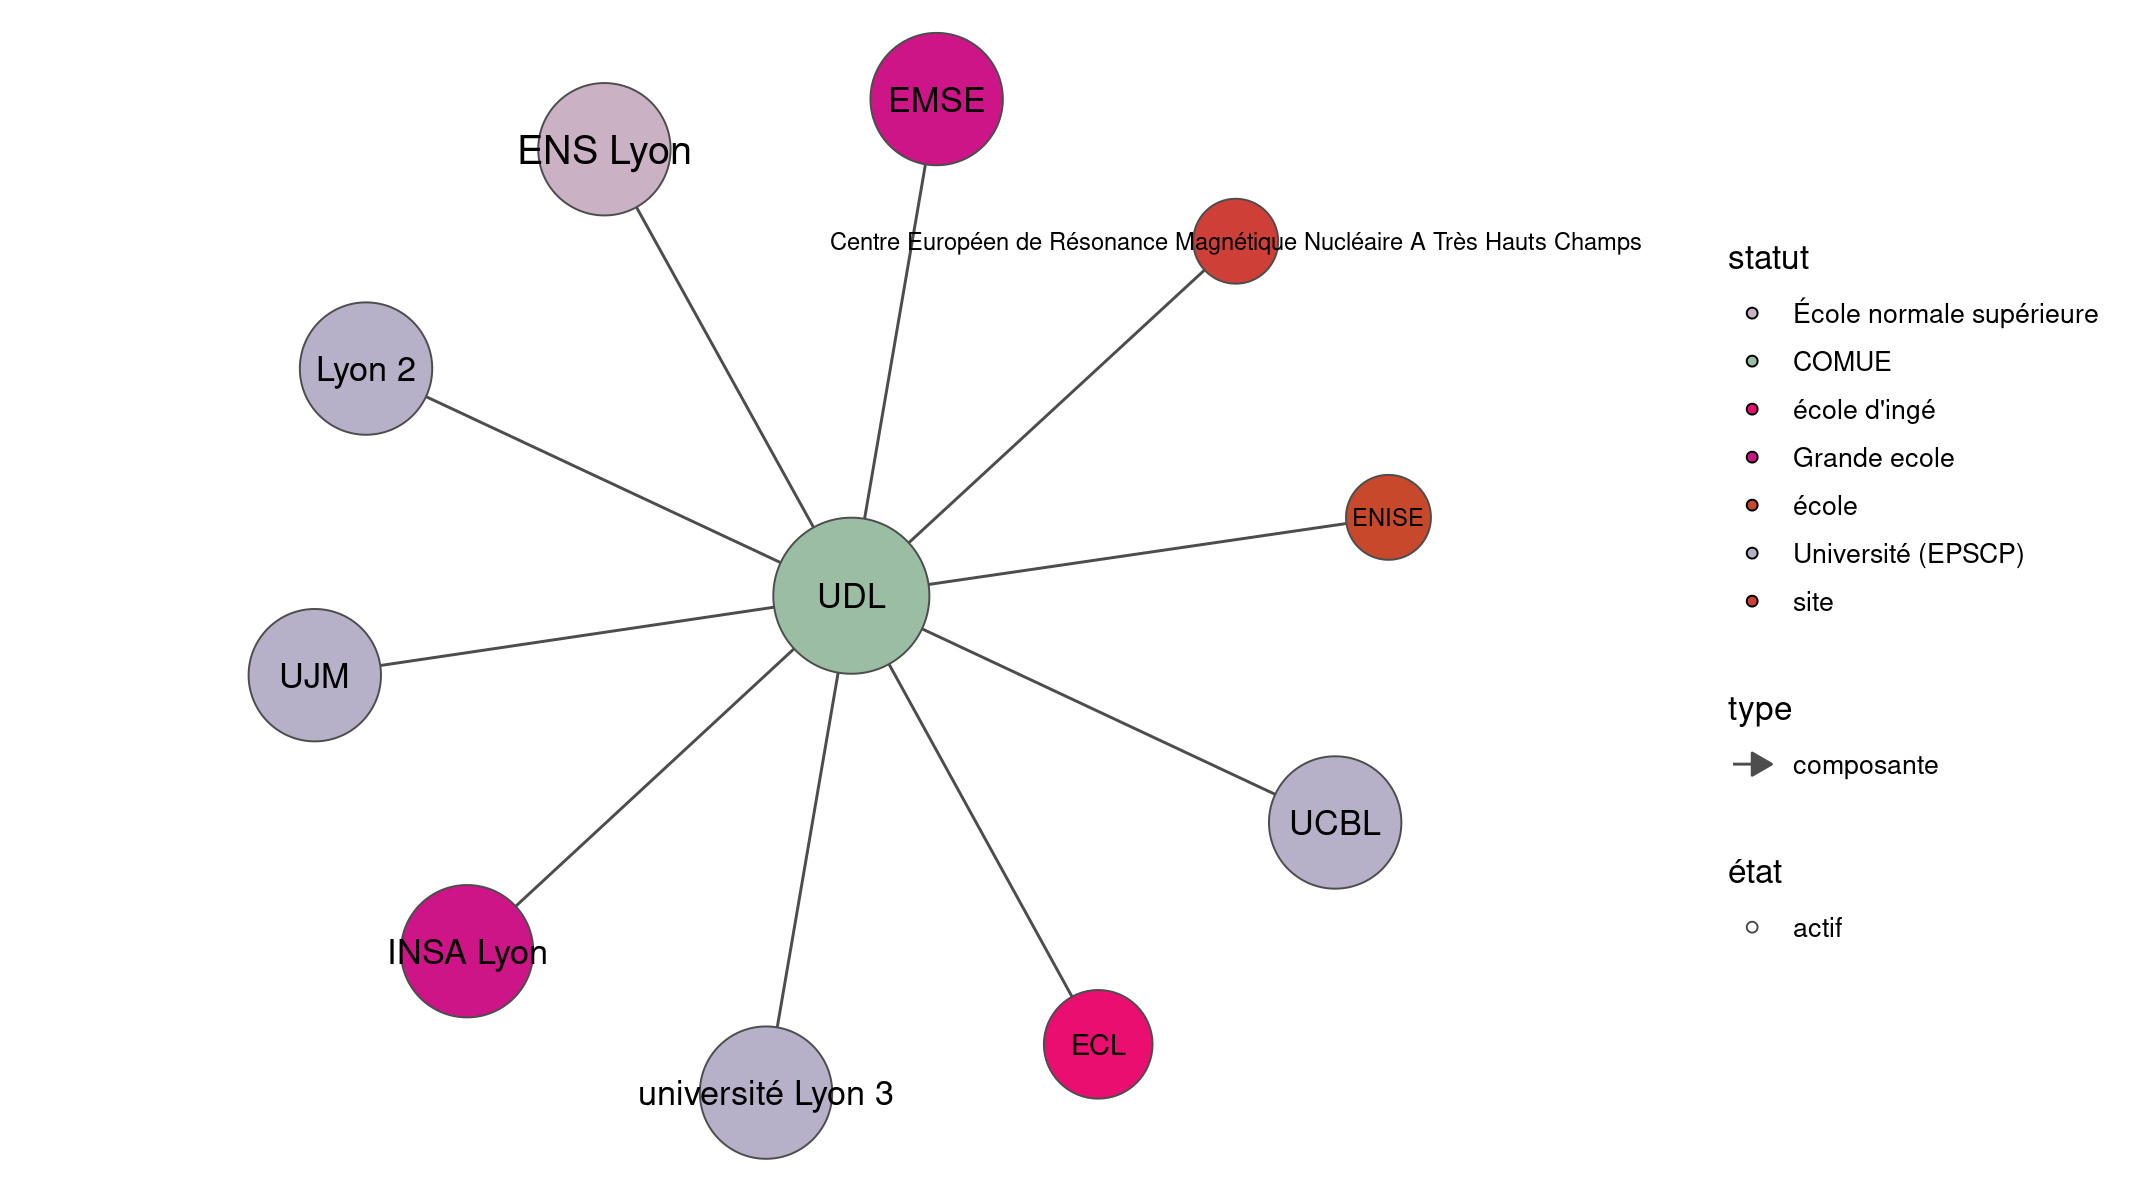 EMSE
ENS Lyon
Centre Européen de Résonance Magnétique Nucléaire A Très Hauts Champs
Lyon 2
ENISE
UDL
UJM
UCBL
INSA Lyon
ECL
université Lyon 3
statut
École normale supérieure
COMUE
école d'ingé
Grande ecole
école
Université (EPSCP)
site
type
composante
état
actif